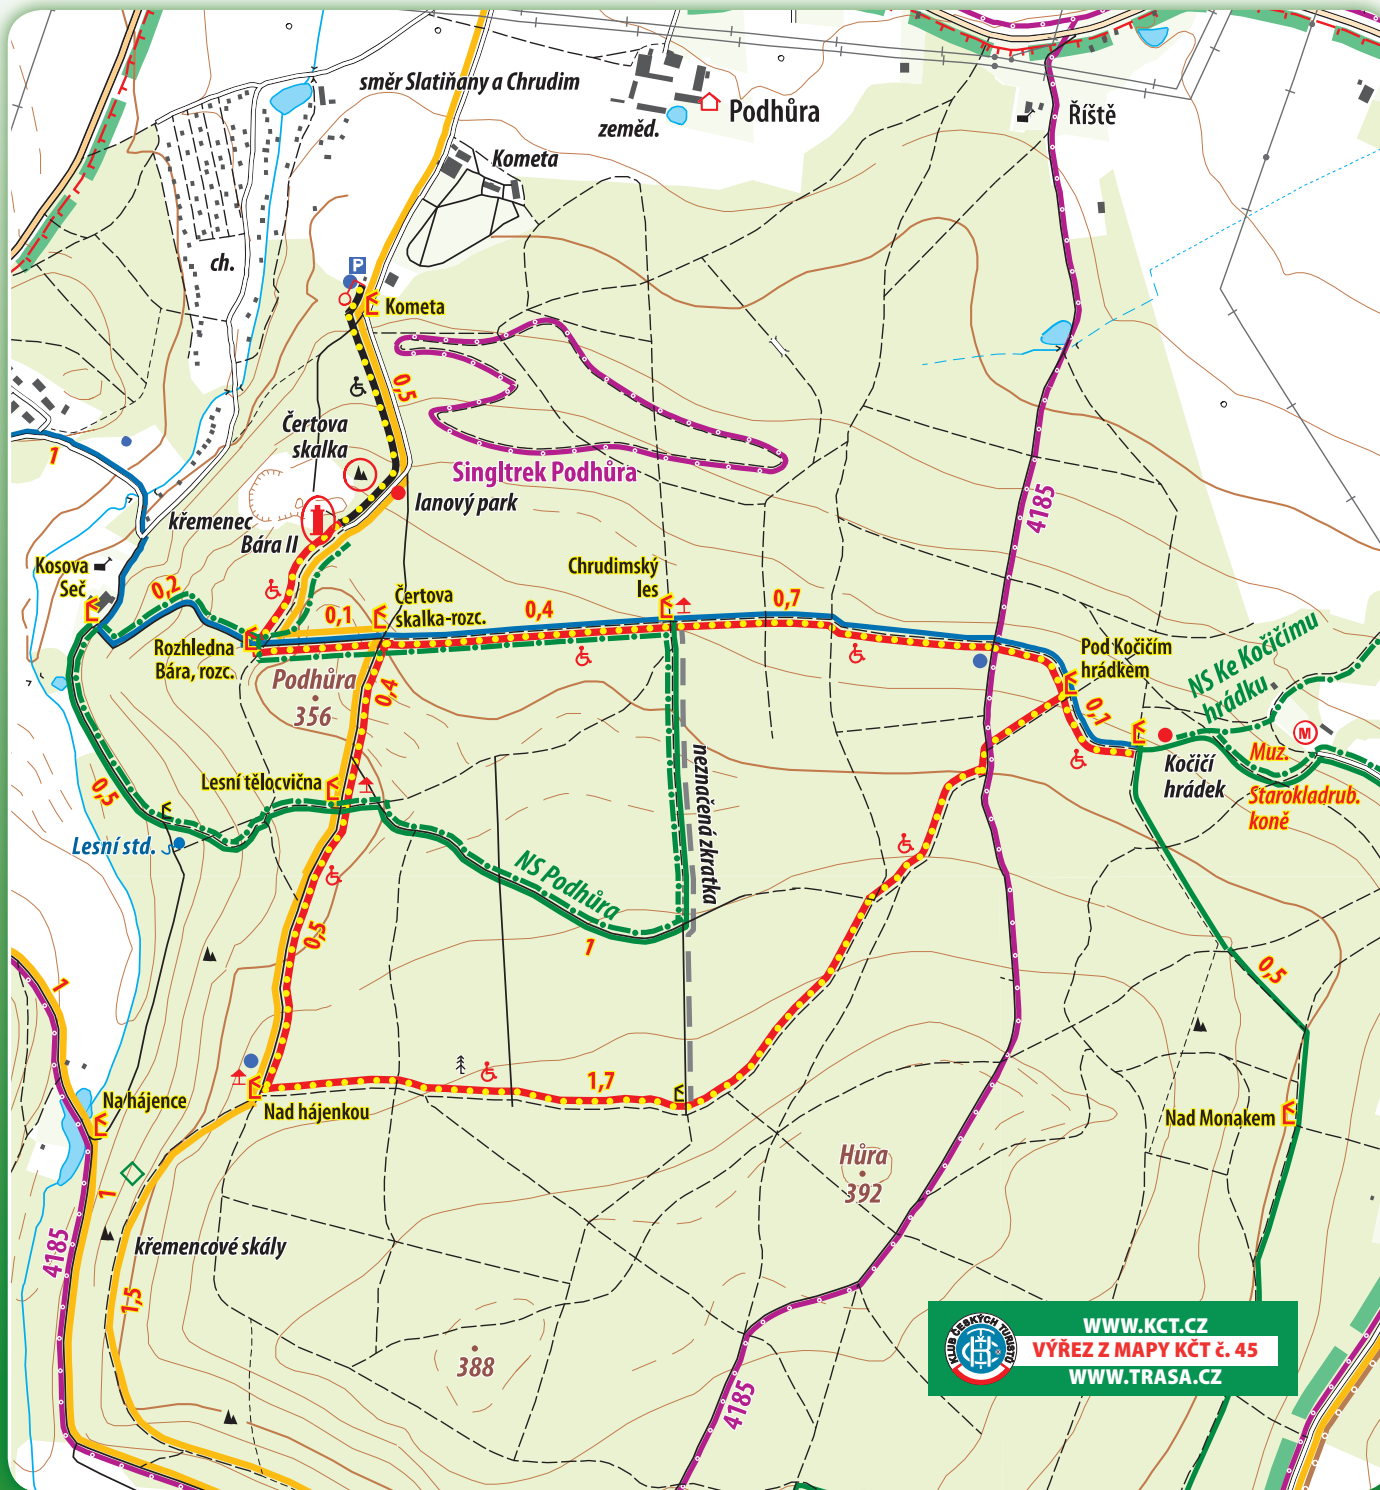 směr Slatiňany a Chrudim
Podhůra
zeměd.
Říště
Kometa
ch.
P
Kometa
0,5
Čertova
skalka
Singltrek Podhůra
lanový park
4185
1
křemenec
Bára II
Kosova
Seč
0,2
Rozhledna
Bára, rozc.
0,1
Čertova
skalka-rozc.
0,4
Chrudimský
les
0,7
Pod Kočičím
hrádkem
0,1
NS Ke Kočičímu
hrádku
Podhůra
356
0,4
neznačená zkratka
Kočičí
hrádek
M
Muz.
Starokladrub.
koně
Lesní tělocvična
0,5
Lesní std.
NS Podhůra
1
0,5
0,5
1
Na hájence
Nad hájenkou
1,7
Nad Monakem
Hůra
392
1
4185
křemencové skály
1,5
388
4185
KLUB ČESKÝCH TURISTŮ
WWW.KCT.CZ
VÝŘEZ Z MAPY KČT č. 45
WWW.TRASA.CZ